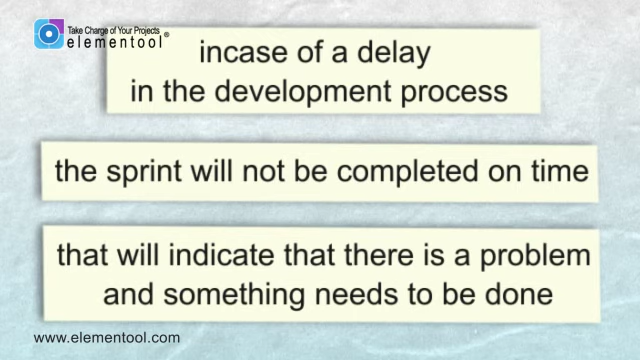 Take Charge of Your Projects
elementool®
incase of a delay
in the development process
the sprint will not be completed on time
that will indicate that there is a problem
and something needs to be done
www.elementool.com